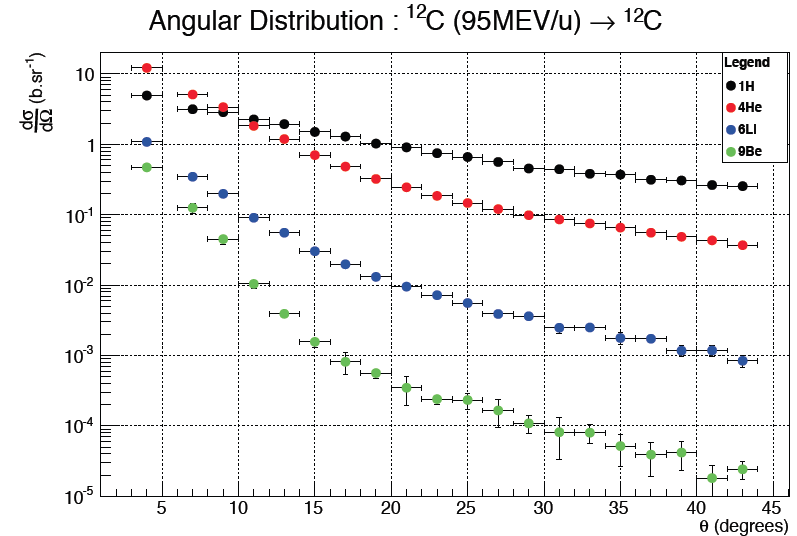 Angular Distribution : ¹²C (95MEV/u) → ¹²C
dσ/dΩ (b.sr⁻¹)
Legend
1H
4He
6LI
9Be
10
1
10⁻¹
10⁻²
10⁻³
10⁻⁴
10⁻⁵
5 10 15 20 25 30 35 40 45
θ (degrees)